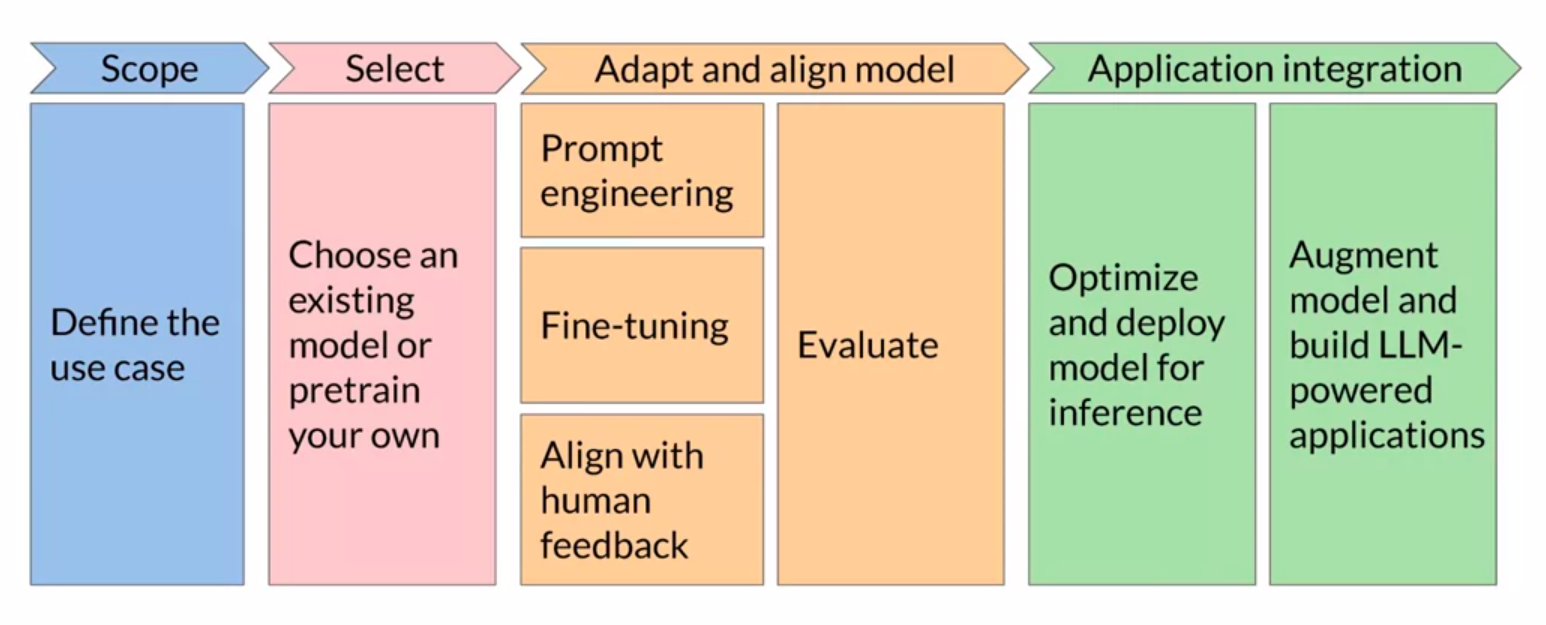 Scope
Select
Adapt and align model
Application integration
Define the
use case
Choose an
existing
model or
pretrain
your own
Prompt
engineering
Fine-tuning
Align with
human
feedback
Evaluate
Optimize
and deploy
model for
inference
Augment
model and
build LLM-
powered
applications